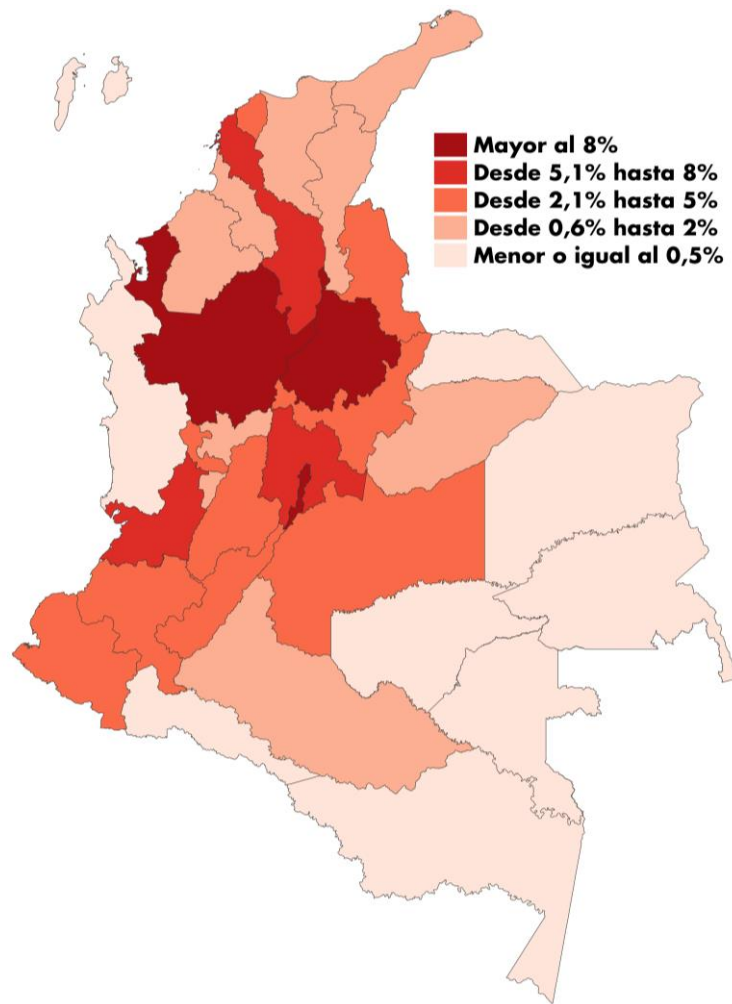 Mayor al 8%
Desde 5,1% hasta 8%
Desde 2,1% hasta 5%
Desde 0,6% hasta 2%
Menor o igual al 0,5%